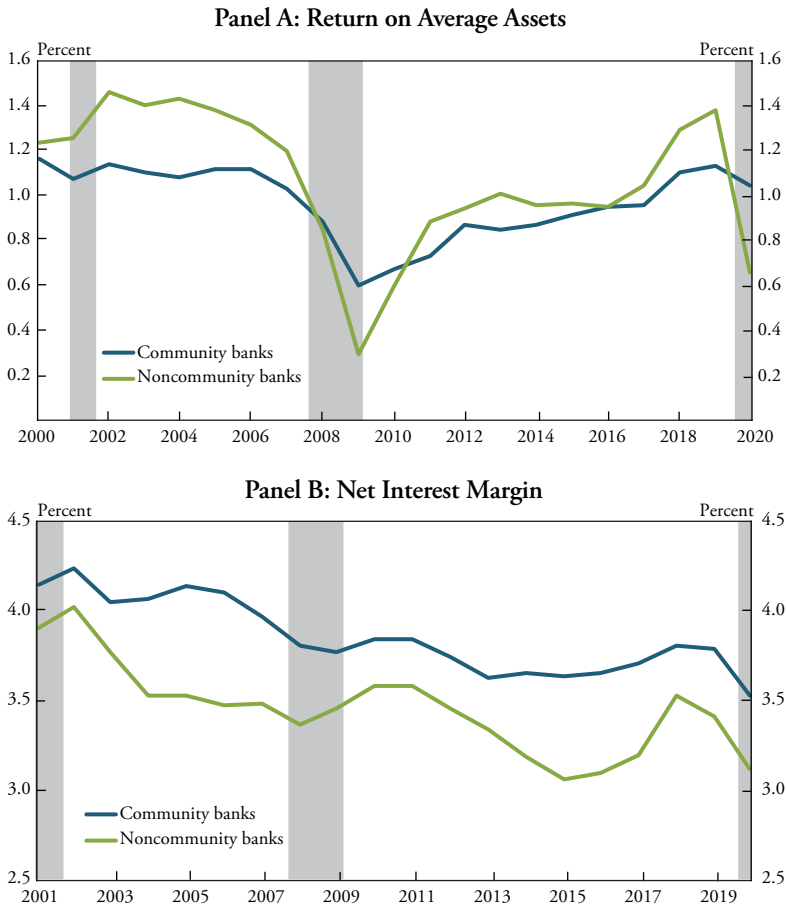 Panel A: Return on Average Assets
Percent Percent
1.6 1.6
1.4 1.4
1.2 1.2
1.0 1.0
0.8 0.8
0.6 0.6
0.4 0.4
Community banks
Noncommunity banks
0.2 0.2
2000 2002 2004 2006 2008 2010 2012 2014 2016 2018 2020
Panel B: Net Interest Margin
Percent Percent
4.5 4.5
4.0 4.0
3.5 3.5
3.0 3.0
Community banks
Noncommunity banks
2.5 2.5
2001 2003 2005 2007 2009 2011 2013 2015 2017 2019